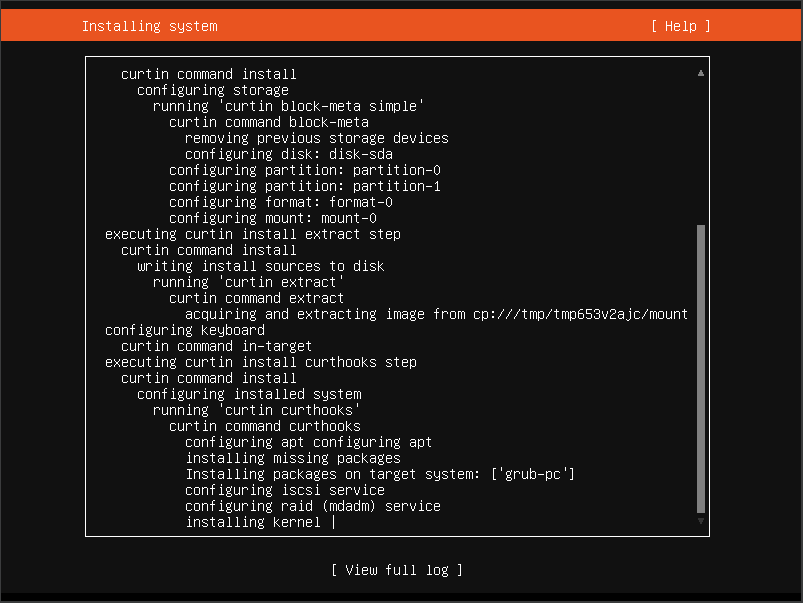 Installing system [ Help ]
curtin command install
configuring storage
running 'curtin block-meta simple'
curtin command block-meta
removing previous storage devices
configuring disk: disk-sda
configuring partition: partition-0
configuring partition: partition-1
configuring format: format-0
configuring mount: mount-0
executing curtin install extract step
curtin command install
writing install sources to disk
running 'curtin extract'
curtin command extract
acquiring and extracting image from cp:///tmp/tmp653v2ajc/mount
configuring keyboard
curtin command in-target
executing curtin install curthooks step
curtin command install
configuring installed system
running 'curtin curthooks'
curtin command curthooks
configuring apt configuring apt
installing missing packages
Installing packages on target system: ['grub-pc']
configuring iscsi service
configuring raid (mdadm) service
installing kernel |
[ View full log ]